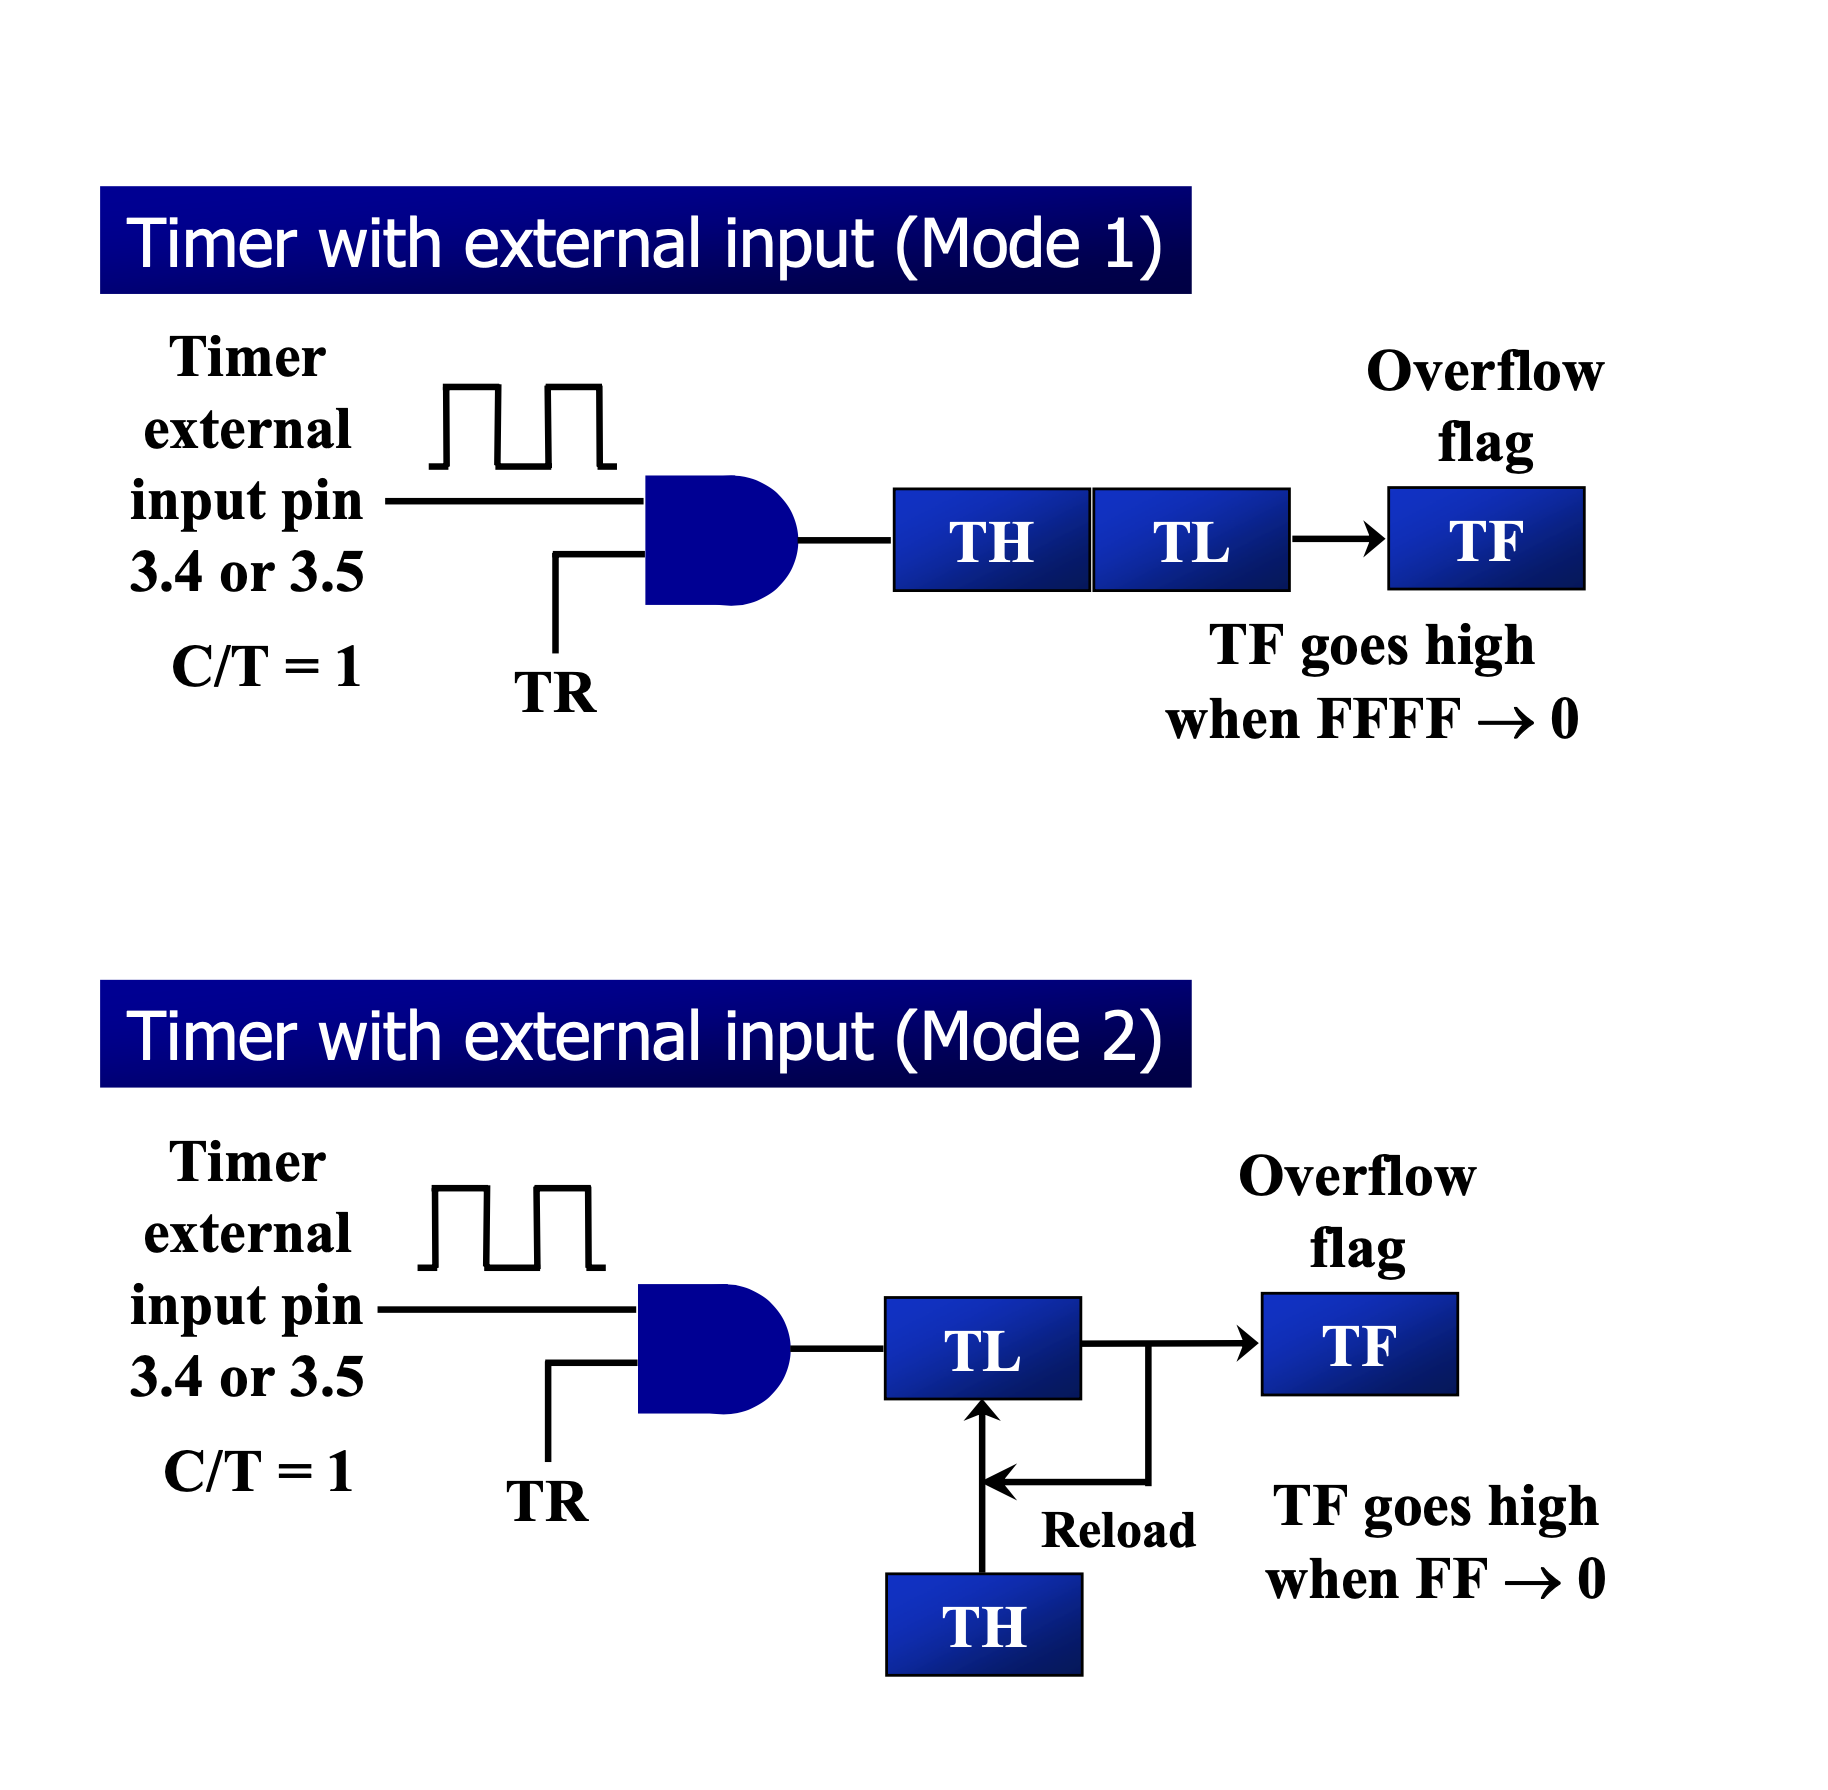 Timer with external input (Mode 1)
Timer
external
input pin
3.4 or 3.5
C/T = 1
TR
TH
TL
Overflow
flag
TF
TF goes high
when FFFF → 0
Timer with external input (Mode 2)
Timer
external
input pin
3.4 or 3.5
C/T = 1
TR
TL
Overflow
flag
TF
Reload
TH
TF goes high
when FF → 0